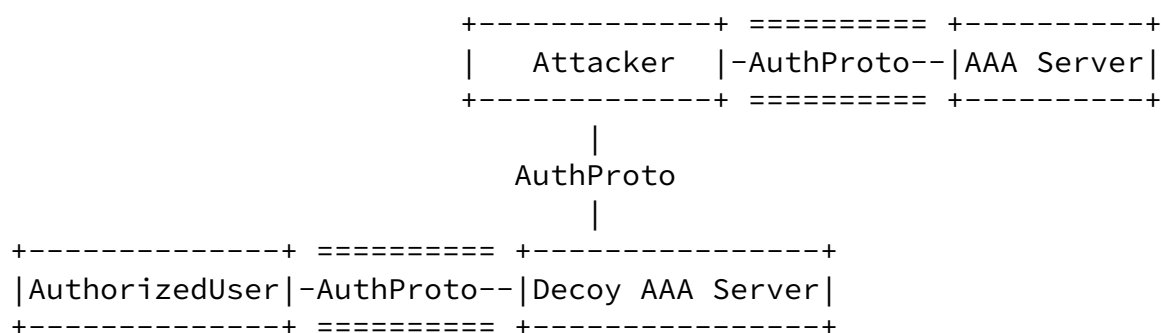 +-------------+ ========== +----------+
|   Attacker  |-AuthProto--|AAA Server|
+-------------+ ========== +----------+
|
AuthProto
|
+--------------+ ========== +----------------+
|AuthorizedUser|-AuthProto--|Decoy AAA Server|
+--------------+ ========== +----------------+